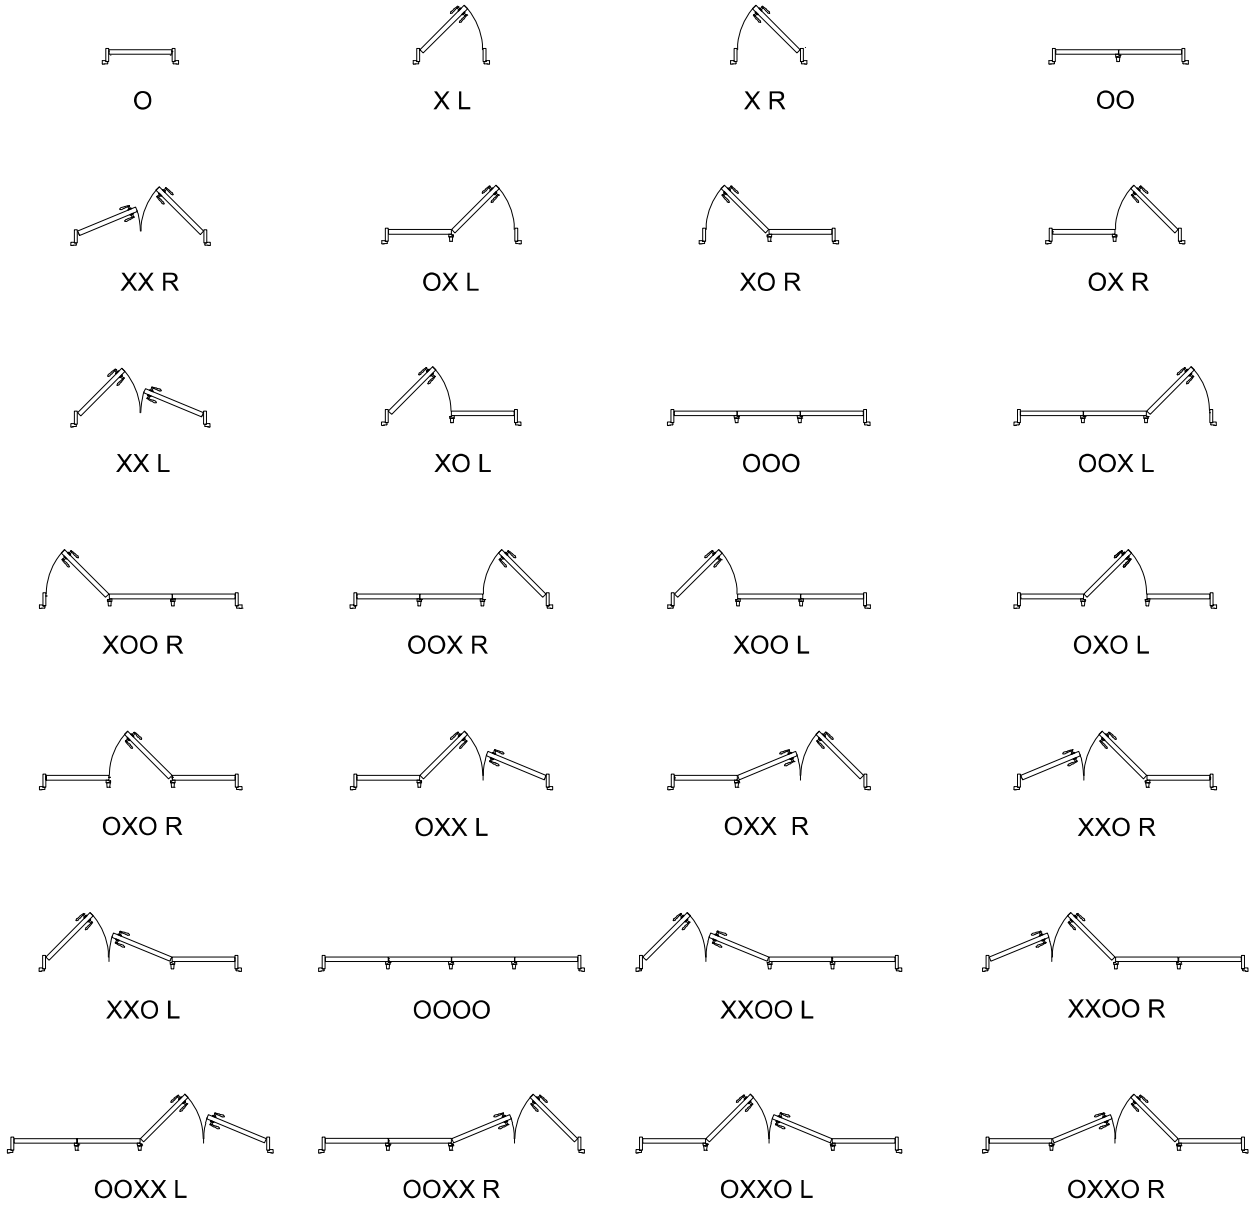 O
X L
X R
OO
XX R
OX L
XO R
OX R
XX L
XO L
OOO
OOX L
XOO R
OOX R
XOO L
OXO L
OXO R
OXX L
OXX R
XXO R
XXO L
OOOO
XXOO L
XXOO R
OOXX L
OOXX R
OXXO L
OXXO R